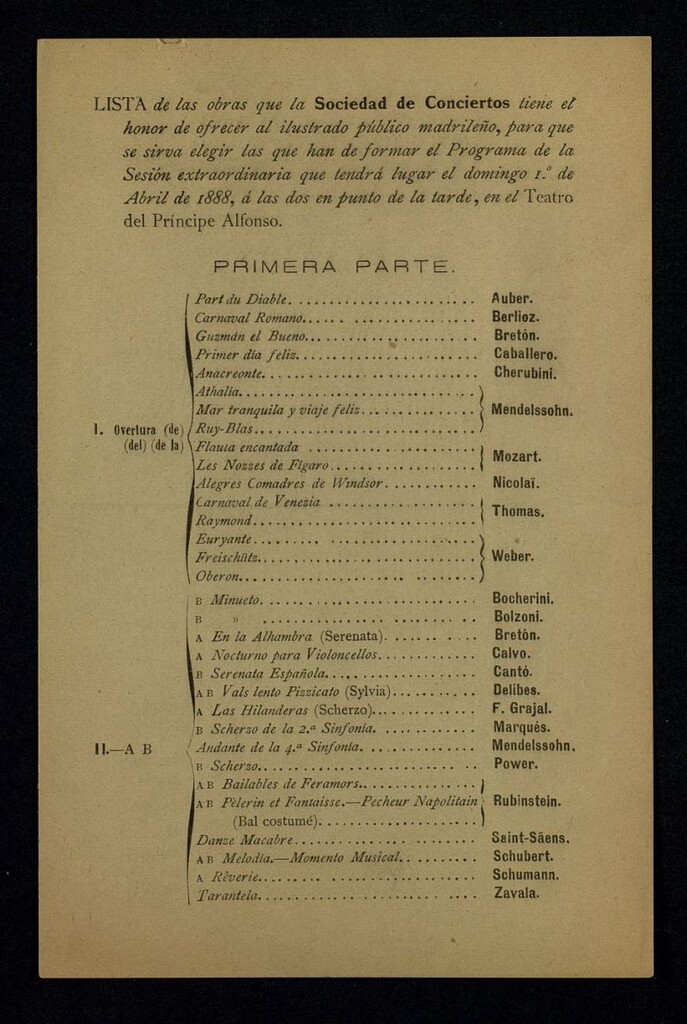 LISTA de las obras que la Sociedad de Conciertos tiene el
honor de ofrecer al ilustrado público madrileño, para que
se sirva elegir las que han de formar el Programa de la
Sesión extraordinaria que tendrá lugar el domingo 1.º de
Abril de 1888, á las dos en punto de la tarde, en el Teatro
del Príncipe Alfonso.
PRIMERA PARTE.
I. Overtura (de)
(del) (de la)
Part du Diable. . . . . . . . . . . . . . . . . . . . . . Auber.
Carnaval Romano. . . . . . . . . . . . . . . . . . . . Berlioz.
Guzmán el Bueno. . . . . . . . . . . . . . . . . . . . Bretón.
Primer día feliz. . . . . . . . . . . . . . . . . . . . . Caballero.
Anacreonte. . . . . . . . . . . . . . . . . . . . . . . . Cherubini.
Athalía. . . . . . . . . . . . . . . . . . . . . . . . . .
Mar tranquila y viaje feliz. . . . . . . . . . . . . . Mendelssohn.
Ruy-Blas. . . . . . . . . . . . . . . . . . . . . . . . .
Flauta encantada . . . . . . . . . . . . . . . . . . .
Mozart.
Les Nozzes de Fígaro. . . . . . . . . . . . . . . . .
Alegres Comadres de Windsor. . . . . . . . . . . Nicolaï.
Carnaval de Venezia . . . . . . . . . . . . . . . . .
Thomas.
Raymond. . . . . . . . . . . . . . . . . . . . . . . . .
Euryante. . . . . . . . . . . . . . . . . . . . . . . . .
Freischütz. . . . . . . . . . . . . . . . . . . . . . . . Weber.
Oberon. . . . . . . . . . . . . . . . . . . . . . . . . .
II.—A B
B Minueto. . . . . . . . . . . . . . . . . . . . . . . . Bocherini.
B » . . . . . . . . . . . . . . . . . . . . . . . . Bolzoni.
A En la Alhambra (Serenata). . . . . . . . . . . Bretón.
A Nocturno para Violoncellos. . . . . . . . . . . Calvo.
B Serenata Española. . . . . . . . . . . . . . . . . Cantó.
A B Vals lento Pizzicato (Sylvia). . . . . . . . . . Delibes.
A Las Hilanderas (Scherzo). . . . . . . . . . . . F. Grajal.
B Scherzo de la 2.ª Sinfonía. . . . . . . . . . . . Marqués.
Andante de la 4.ª Sinfonía. . . . . . . . . . . . . Mendelssohn.
B Scherzo. . . . . . . . . . . . . . . . . . . . . . . . Power.
A B Bailables de Feramors. . . . . . . . . . . . . .
A B Pèlerin et Fantaisse.—Pecheur Napolitain Rubinstein.
(Bal costumé). . . . . . . . . . . . . . . . . .
Danze Macabre. . . . . . . . . . . . . . . . . . . . . Saint-Säens.
A B Melodía.—Momento Musical. . . . . . . . . . Schubert.
A Rêverie. . . . . . . . . . . . . . . . . . . . . . . . Schumann.
Tarantela. . . . . . . . . . . . . . . . . . . . . . . . . Zavala.